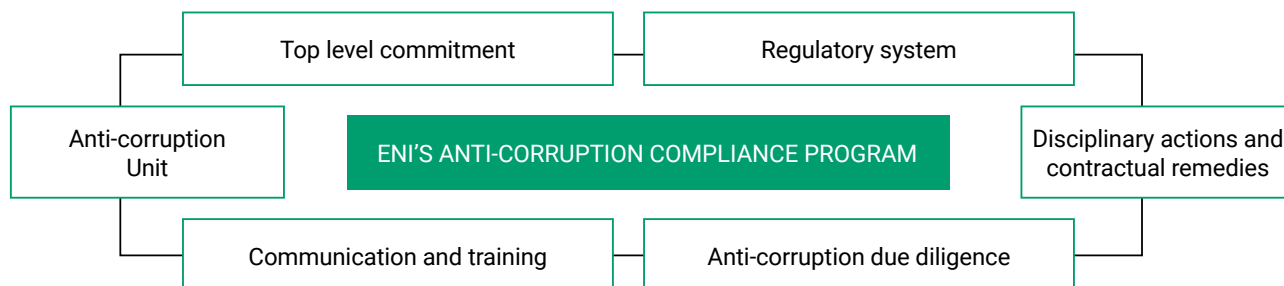 Top level commitment
Regulatory system
Anti-corruption
Unit
ENI’S ANTI-CORRUPTION COMPLIANCE PROGRAM
Disciplinary actions and
contractual remedies
Communication and training
Anti-corruption due diligence